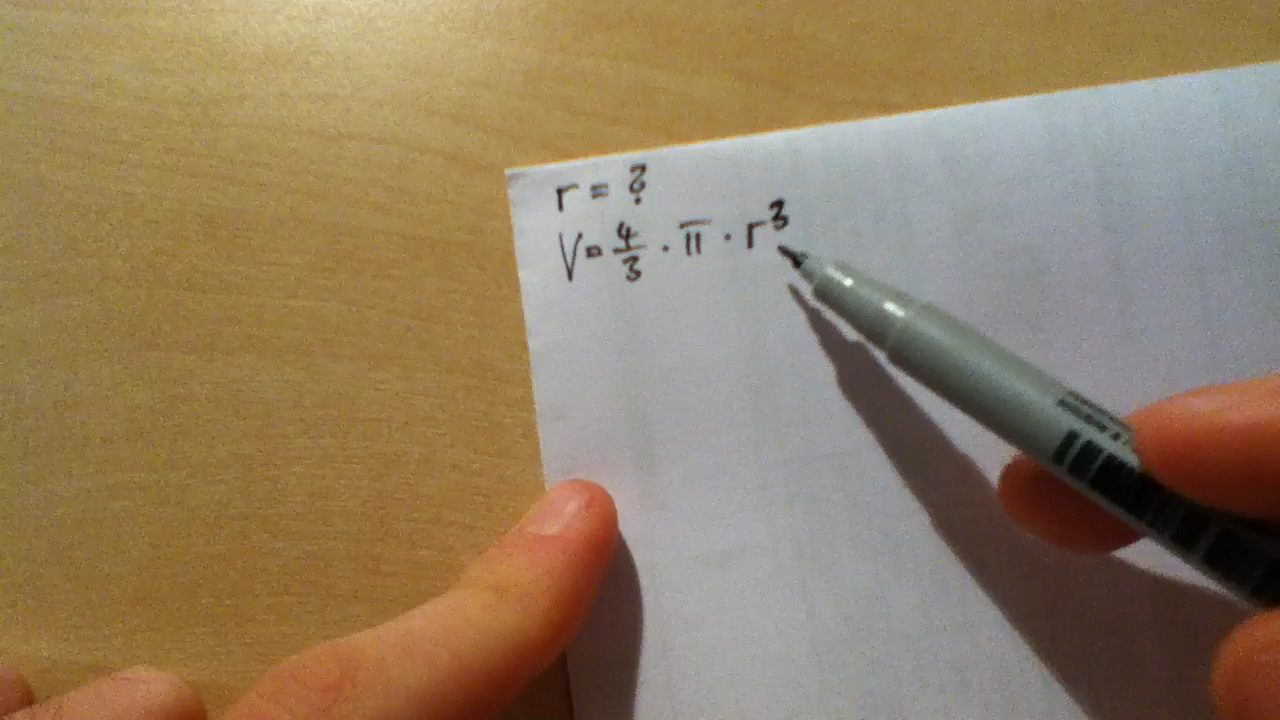 r = ?
V = 4/3 · π · r³